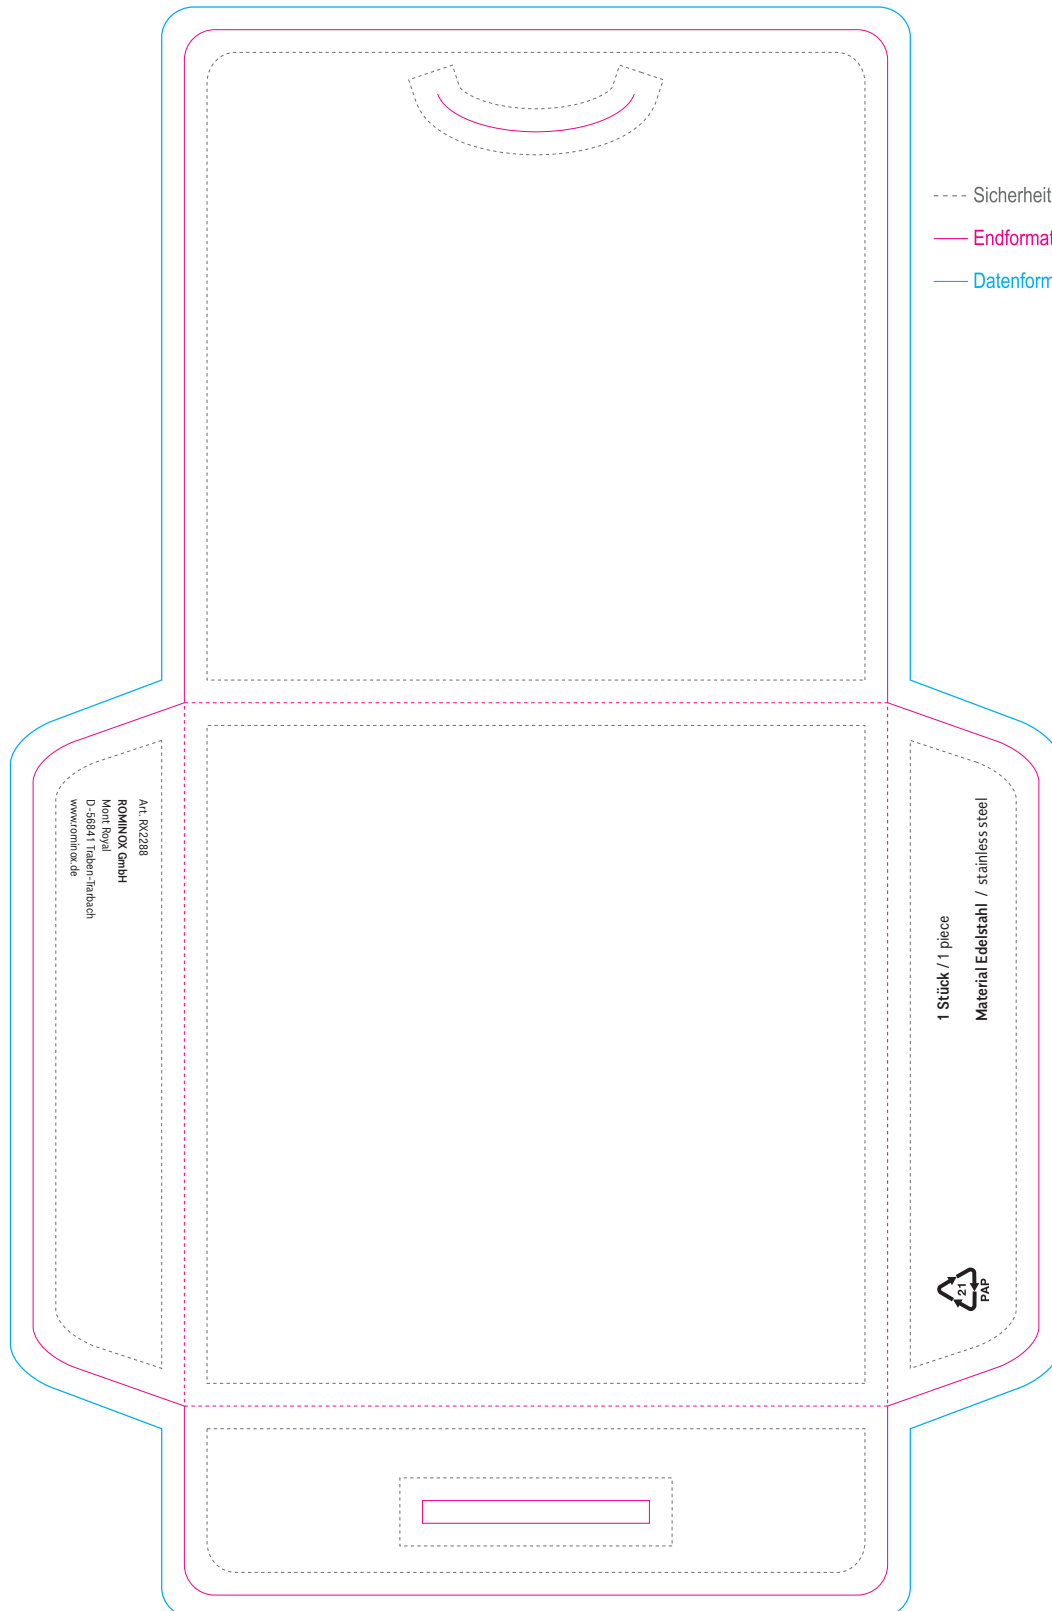 Sicherheit
Endformat
Datenform
Art. RX2288
ROMINOX GmbH
Mont Royal
D-56841 Traben-Trarbach
www.rominox.de
Material Edelstahl / stainless steel
1 Stück / 1 piece
21
PAP